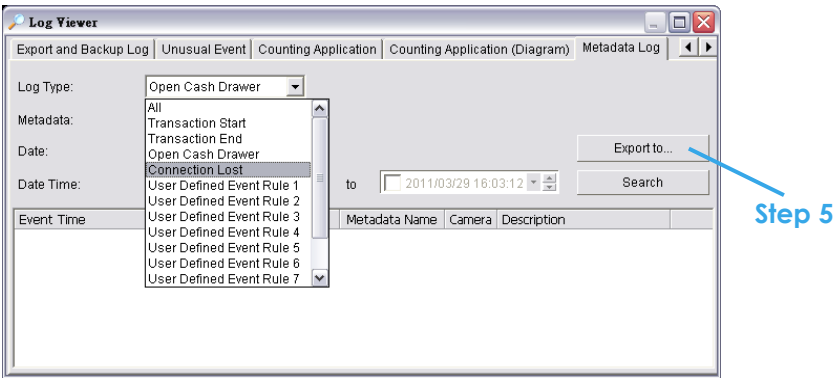 Log Viewer
Export and Backup Log Unusual Event Counting Application Counting Application (Diagram) Metadata Log
Log Type: Open Cash Drawer
All
Metadata: Transaction Start
Transaction End
Date: Open Cash Drawer Export to...
Connection Lost
Date Time: User Defined Event Rule 1 to 2011/03/29 16:03:12 Search
User Defined Event Rule 2
Event Time User Defined Event Rule 3 Metadata Name Camera Description Step 5
User Defined Event Rule 4
User Defined Event Rule 5
User Defined Event Rule 6
User Defined Event Rule 7